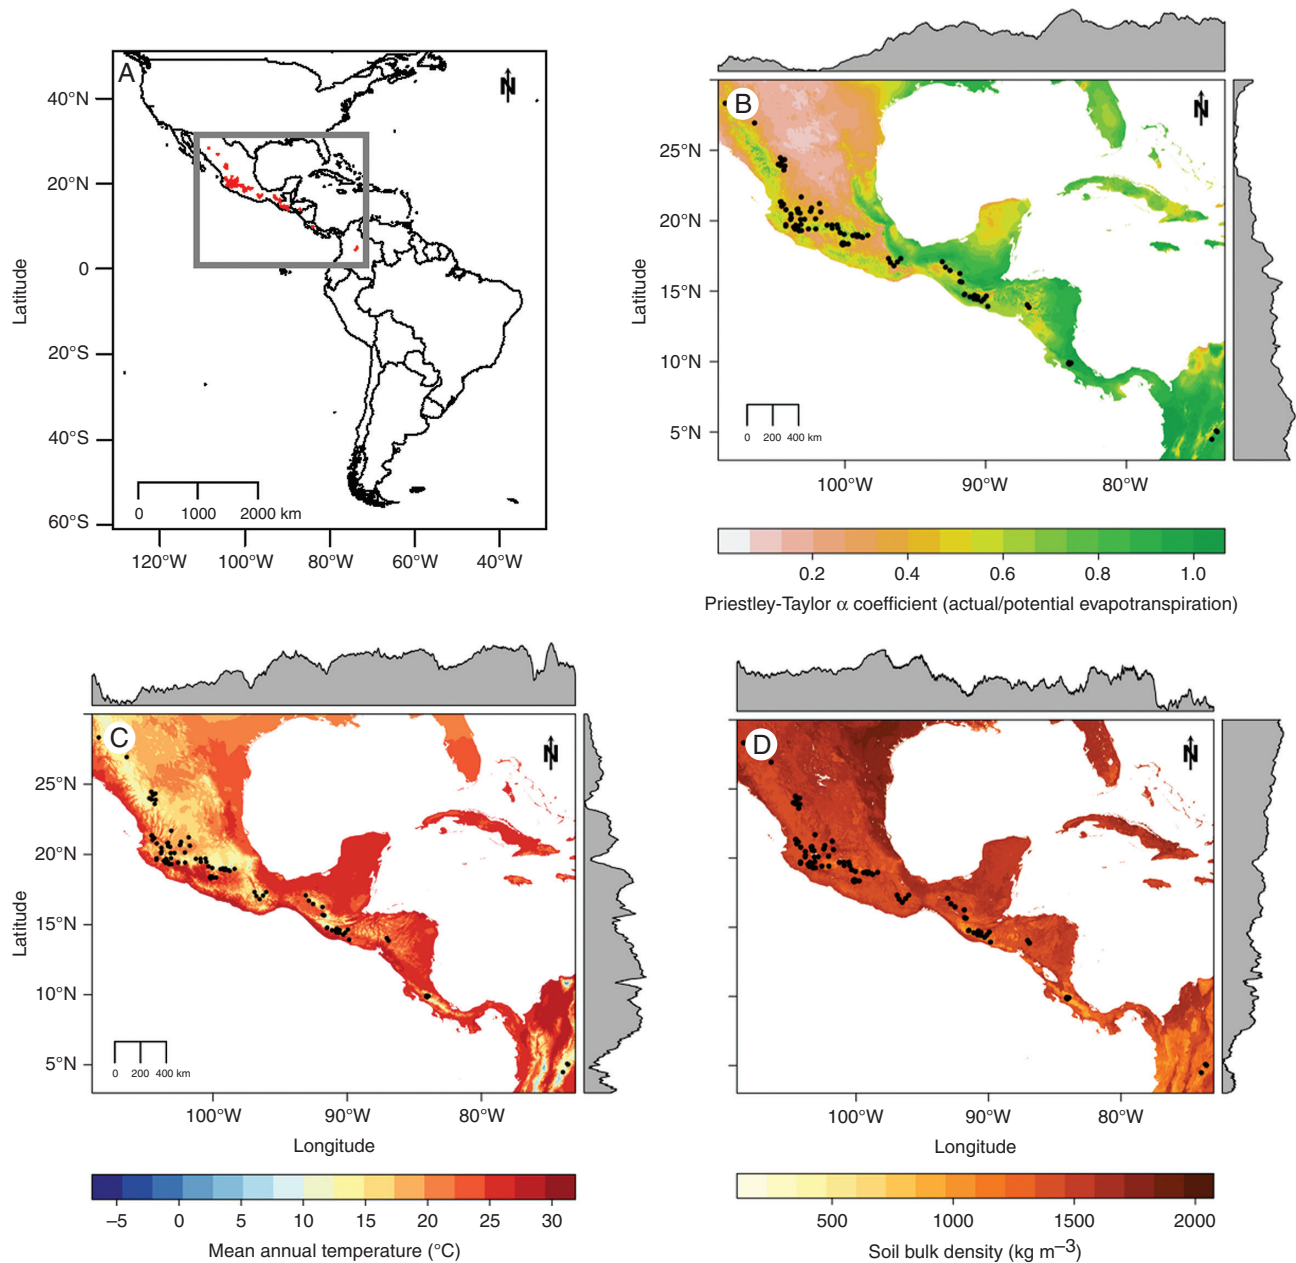 A
N
Latitude
40°N
20°N
0
20°S
40°S
60°S
0 1000 2000 km
120°W 100°W 80°W 60°W 40°W
B
N
Latitude
25°N
20°N
15°N
10°N
5°N
0 200 400 km
100°W 90°W 80°W
0.2 0.4 0.6 0.8 1.0
Priestley-Taylor α coefficient (actual/potential evapotranspiration)
C
N
Latitude
25°N
20°N
15°N
10°N
5°N
0 200 400 km
100°W 90°W 80°W
Longitude
–5 0 5 10 15 20 25 30
Mean annual temperature (°C)
D
N
100°W 90°W 80°W
Longitude
500 1000 1500 2000
Soil bulk density (kg m–3)